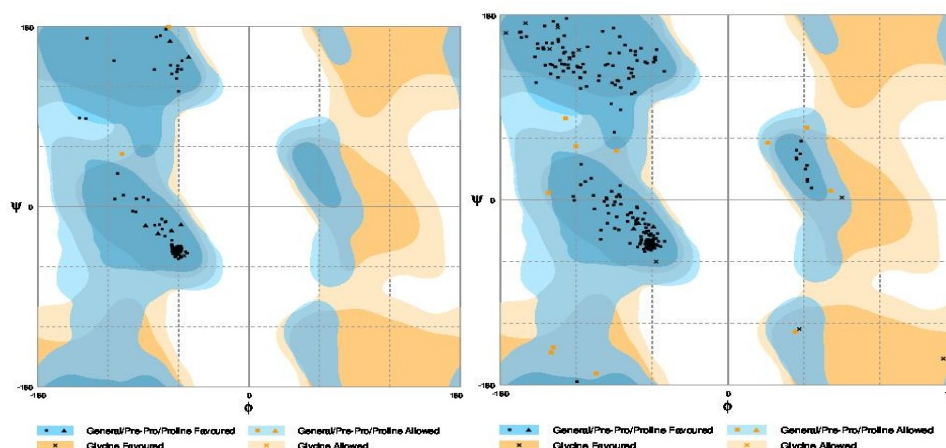 180
180
ψ 0
ψ 0
-180
-180
-180 0 180
-180 0
ϕ
ϕ
General/Pre-Pro/Proline Favoured General/Pre-Pro/Proline Allowed
General/Pre-Pro/Proline Favoured General/Pre-Pro/Proline Allowed
Glycine Favoured Glycine Allowed
Glycine Favoured Glycine Allowed